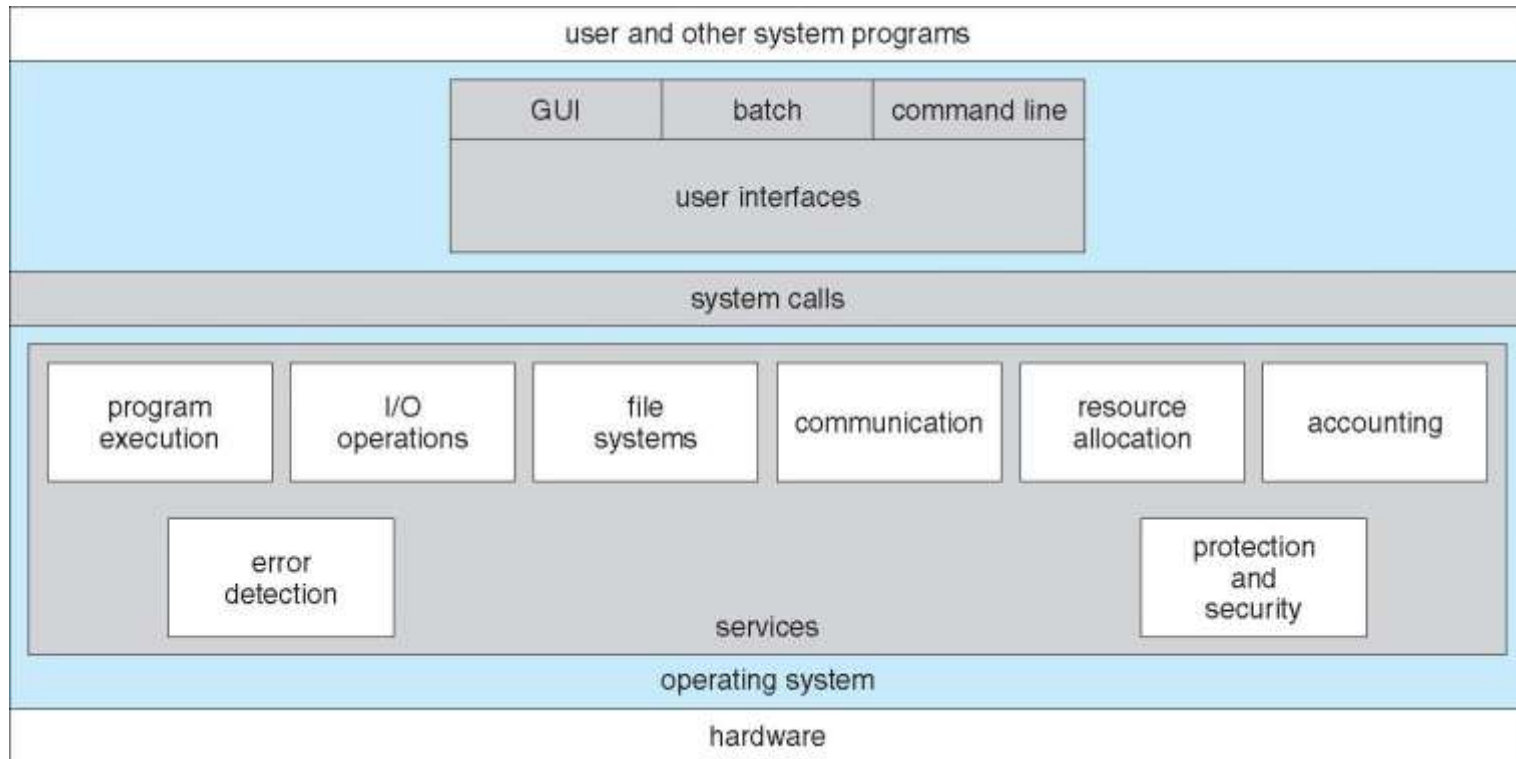 user and other system programs
GUI
batch
command line
user interfaces
system calls
program
execution
I/O
operations
file
systems
communication
resource
allocation
accounting
error
detection
protection
and
security
services
operating system
hardware